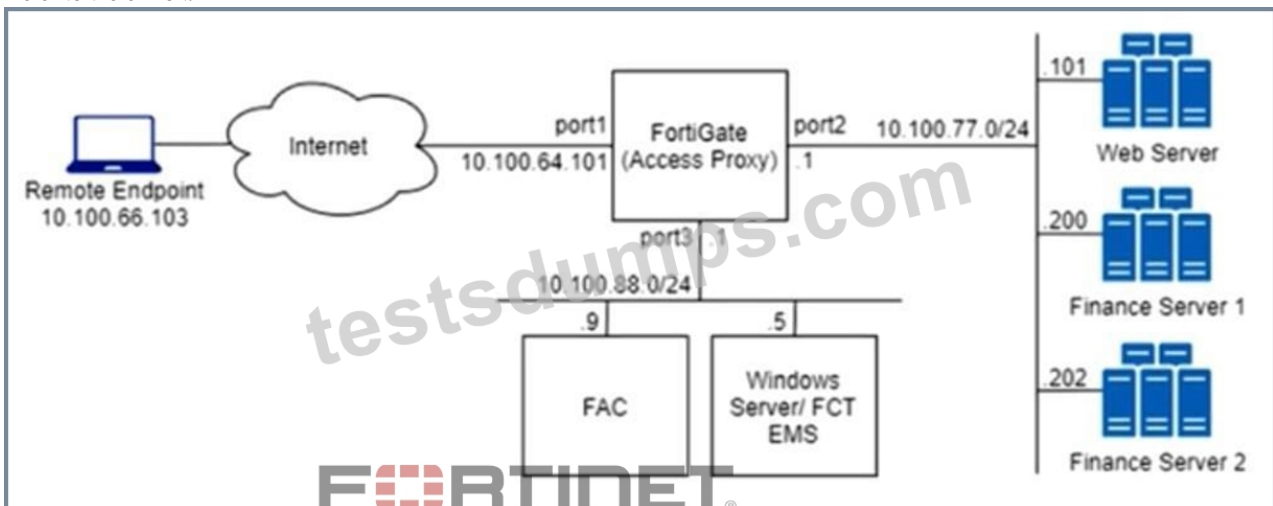 Remote Endpoint
10.100.66.103
Internet
port1
10.100.64.101
FortiGate
(Access Proxy)
port2
.1
10.100.77.0/24
.101
Web Server
.200
Finance Server 1
.202
Finance Server 2
port3
.1
10.100.88.0/24
.9
FAC
.5
Windows
Server/ FCT
EMS
testsdumps.com
FORTINET®